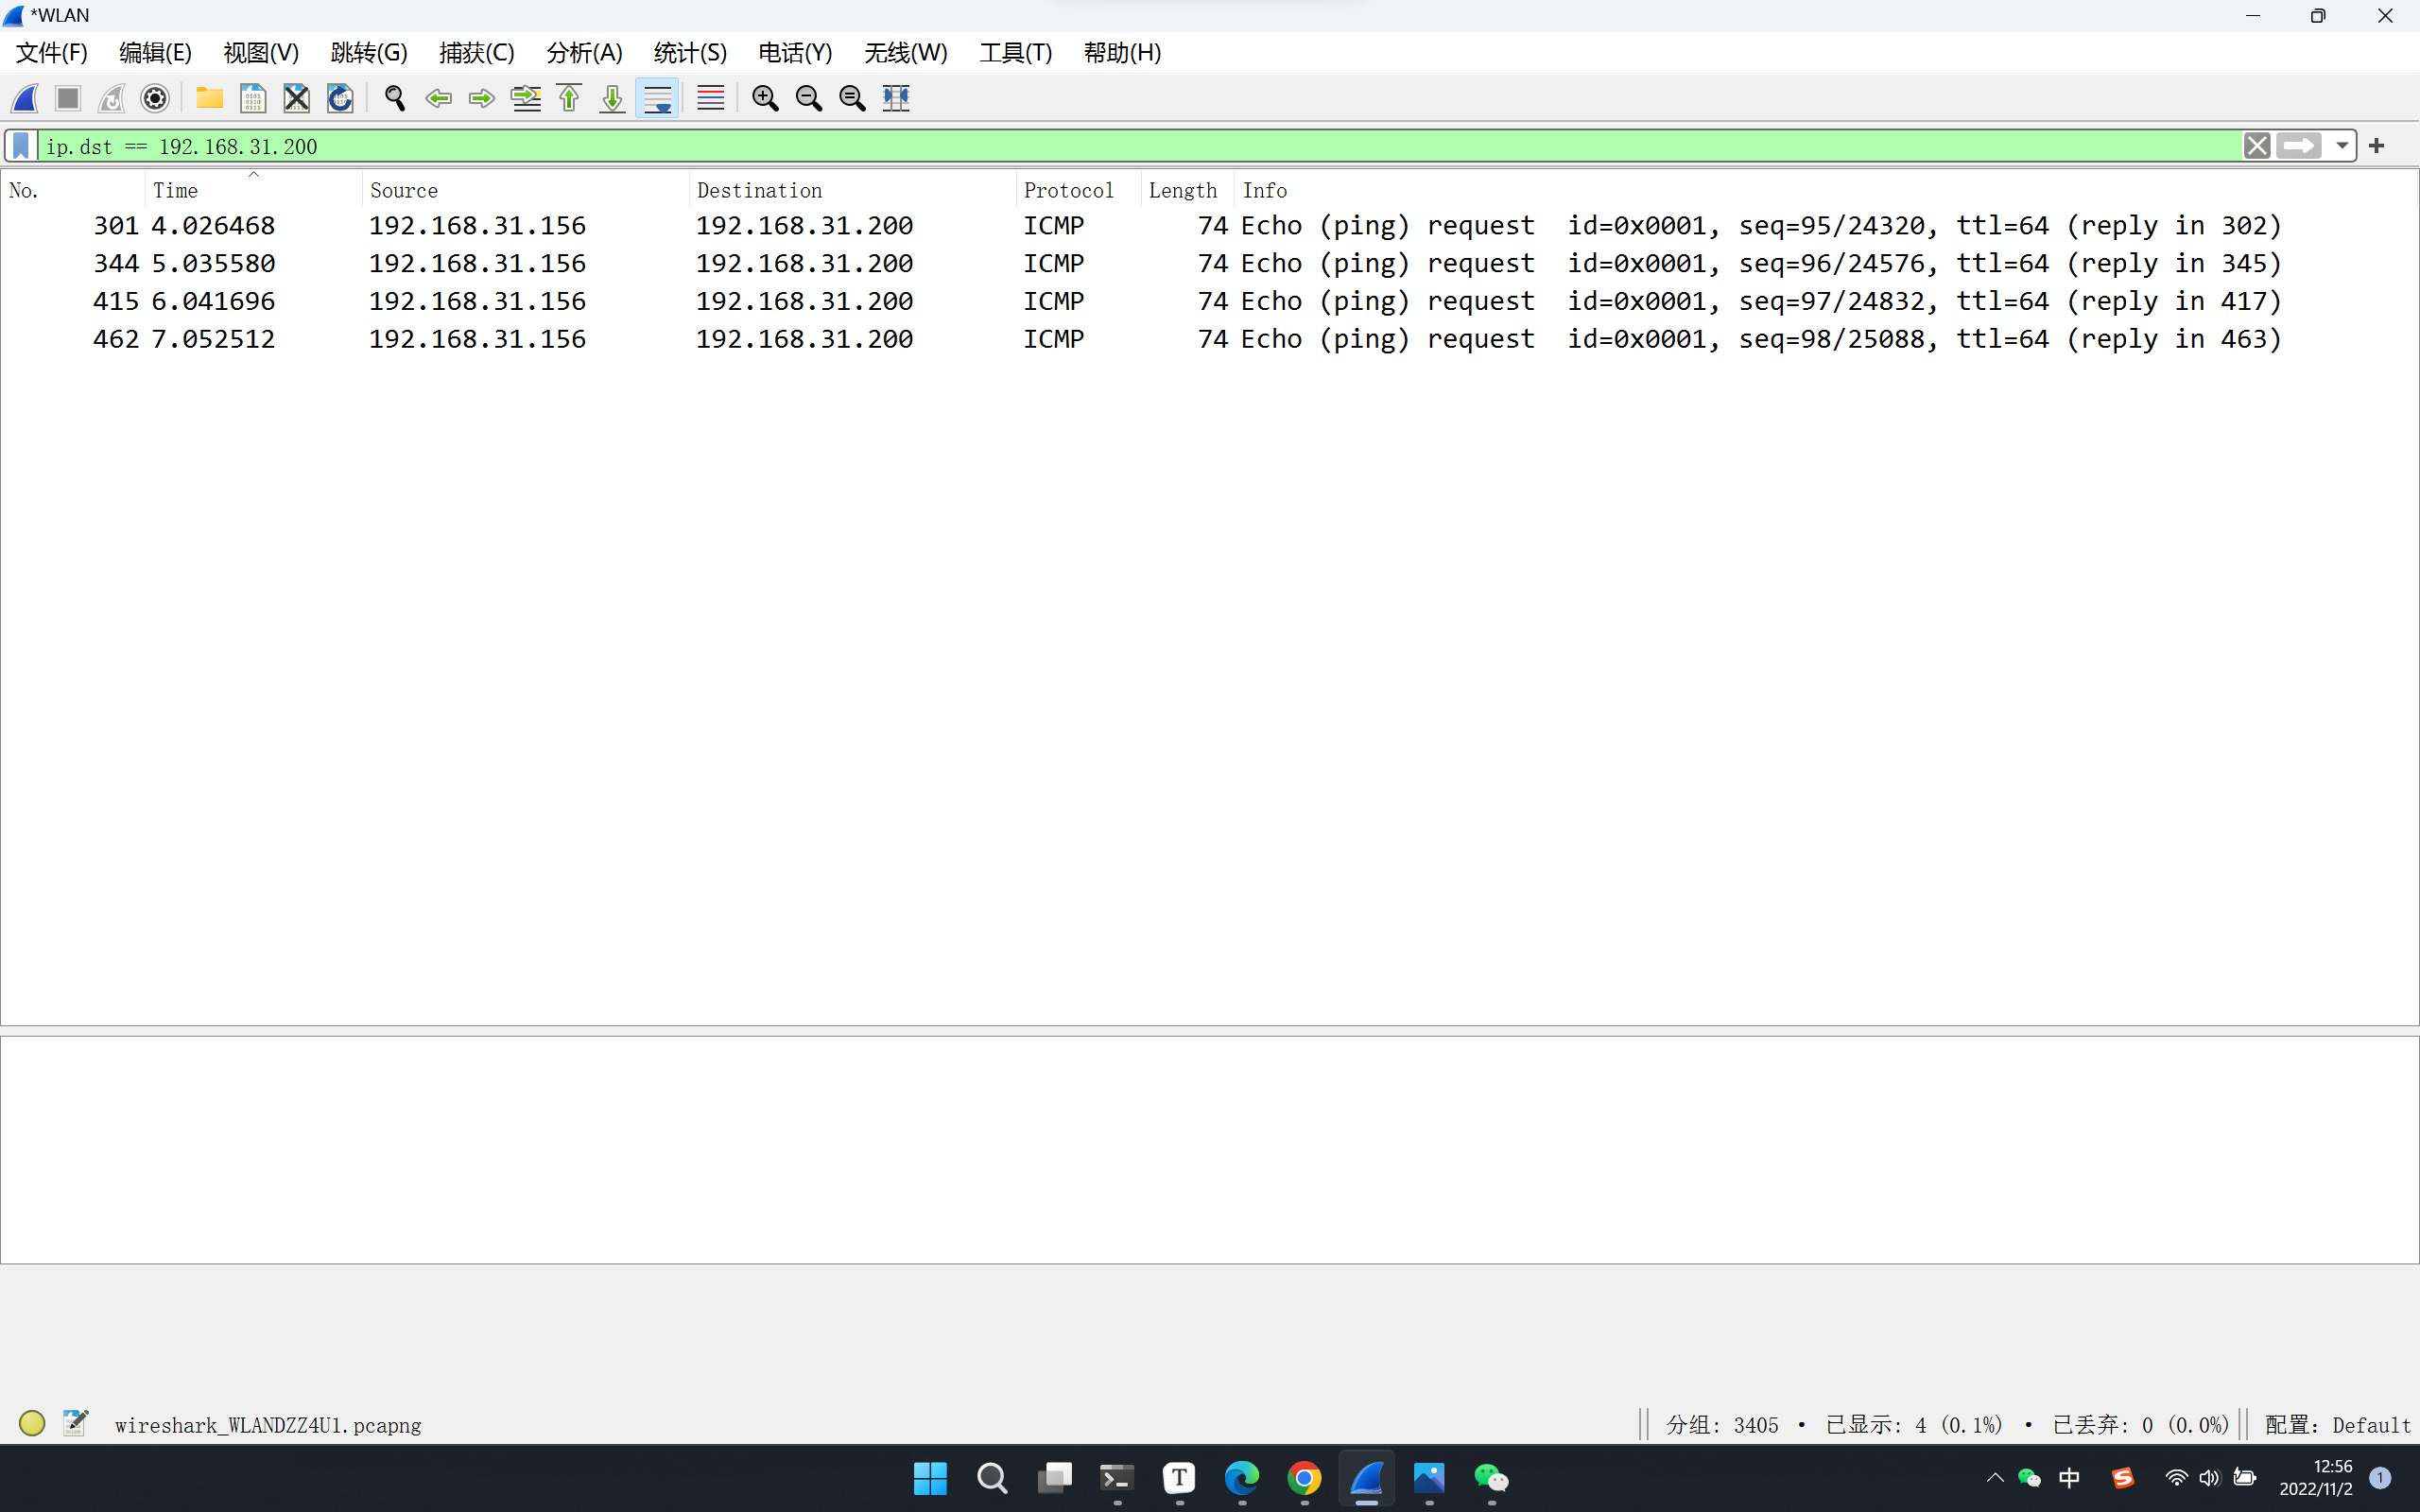 *WLAN
文件(F) 编辑(E) 视图(V) 跳转(G) 捕获(C) 分析(A) 统计(S) 电话(Y) 无线(W) 工具(T) 帮助(H)
ip.dst == 192.168.31.200
No. Time Source Destination Protocol Length Info
301 4.026468 192.168.31.156 192.168.31.200 ICMP 74 Echo (ping) request id=0x0001, seq=95/24320, ttl=64 (reply in 302)
344 5.035580 192.168.31.156 192.168.31.200 ICMP 74 Echo (ping) request id=0x0001, seq=96/24576, ttl=64 (reply in 345)
415 6.041696 192.168.31.156 192.168.31.200 ICMP 74 Echo (ping) request id=0x0001, seq=97/24832, ttl=64 (reply in 417)
462 7.052512 192.168.31.156 192.168.31.200 ICMP 74 Echo (ping) request id=0x0001, seq=98/25088, ttl=64 (reply in 463)
wireshark_WLANDZZ4U1.pcapng 分组: 3405 · 已显示: 4 (0.1%) · 已丢弃: 0 (0.0%) 配置: Default
T 中 S 12:56 1
2022/11/2